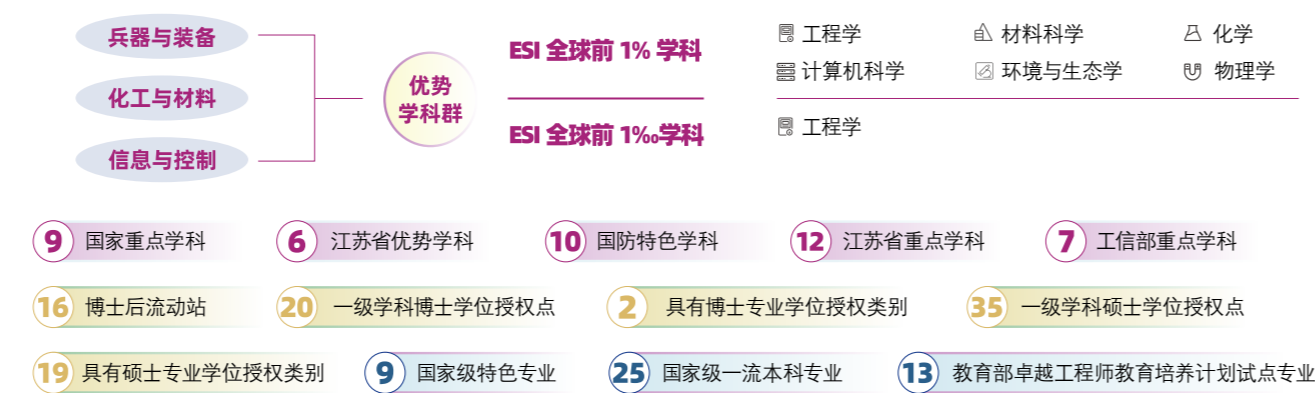 兵器与装备
化工与材料
信息与控制
优势
学科群
ESI 全球前 1% 学科
工程学 材料科学 化学
计算机科学 环境与生态学 物理学
ESI 全球前 1‰学科
工程学
9 国家重点学科 6 江苏省优势学科 10 国防特色学科 12 江苏省重点学科 7 工信部重点学科
16 博士后流动站 20 一级学科博士学位授权点 2 具有博士专业学位授权类别 35 一级学科硕士学位授权点
19 具有硕士专业学位授权类别 9 国家级特色专业 25 国家级一流本科专业 13 教育部卓越工程师教育培养计划试点专业